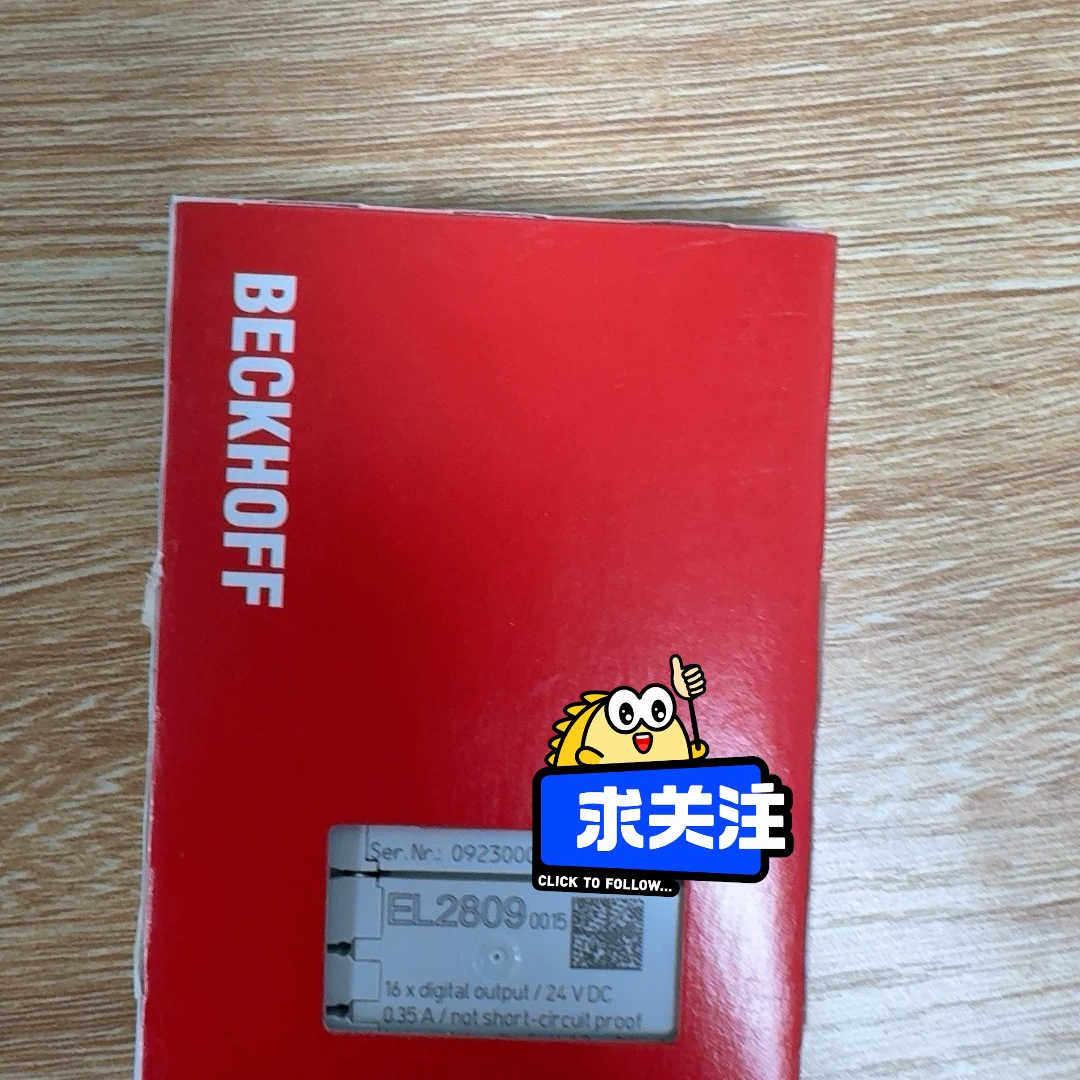 BECKHOFF
求关注
CLICK TO FOLLOW...
Ser.Nr.: 092300
EL2809 0015
16 x digital output / 24 V DC
0.35 A / not short-circuit proof